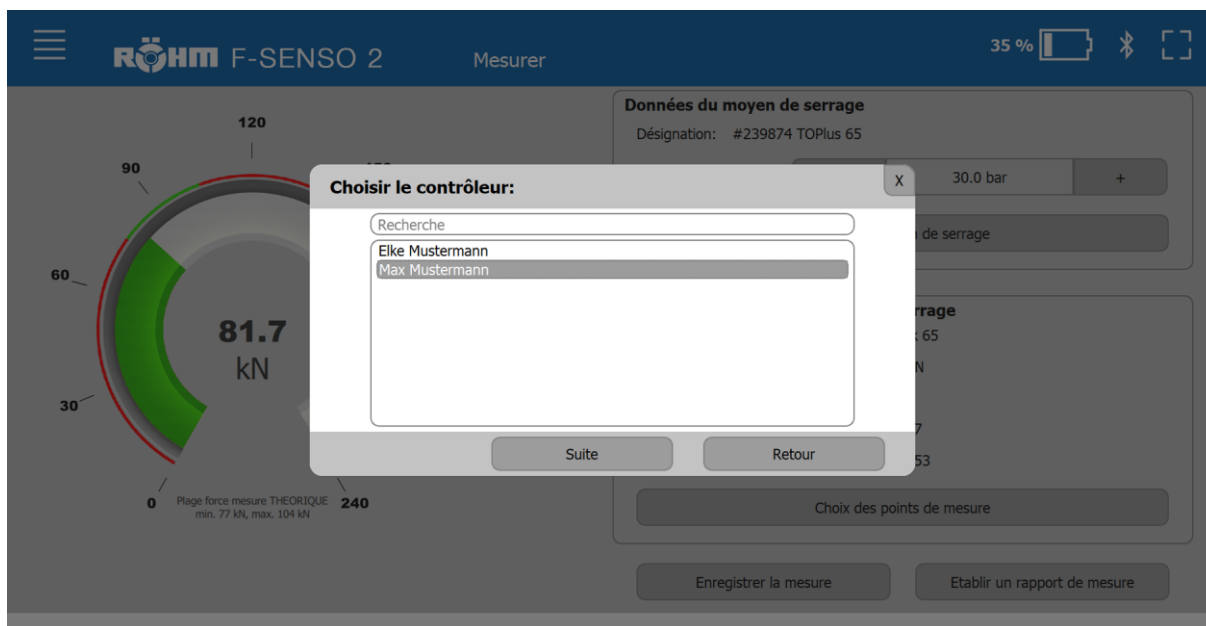 RÖHM F-SENSO 2
Mesurer
35 %
120
90
60
30
0
240
81.7
kN
Plage force mesure THEORIQUE
min. 77 kN, max. 104 kN
Données du moyen de serrage
Désignation: #239874 TOPlus 65
30.0 bar +
de serrage
65
N
7
53
Choix des points de mesure
Enregistrer la mesure
Etablir un rapport de mesure
Choisir le contrôleur:
X
Recherche
Elke Mustermann
Max Mustermann
Suite
Retour